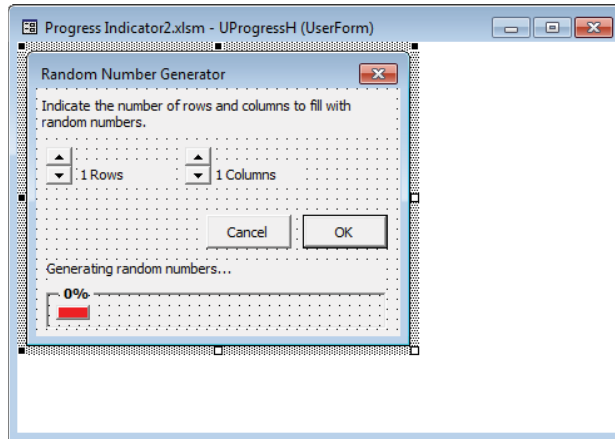 Progress Indicator2.xlsm - UProgressH (UserForm)
Random Number Generator
Indicate the number of rows and columns to fill with
random numbers.
1 Rows
1 Columns
Cancel
OK
Generating random numbers...
0%